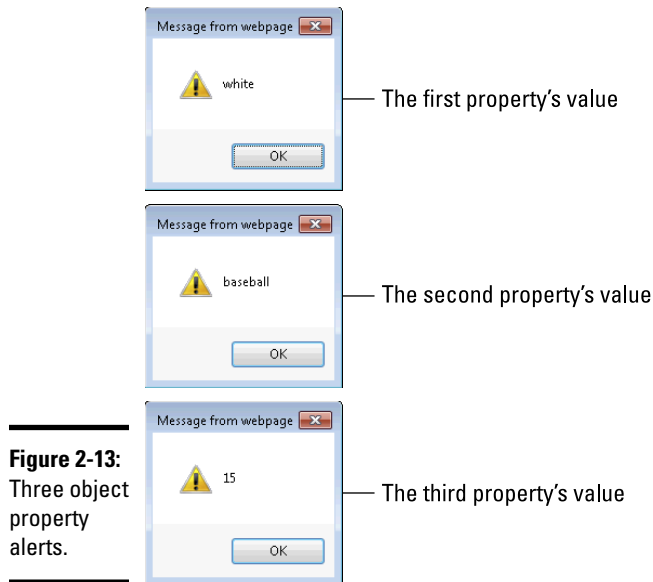 Message from webpage
white
OK
The first property's value
Message from webpage
baseball
OK
The second property's value
Message from webpage
15
OK
The third property's value
Figure 2-13:
Three object
property
alerts.